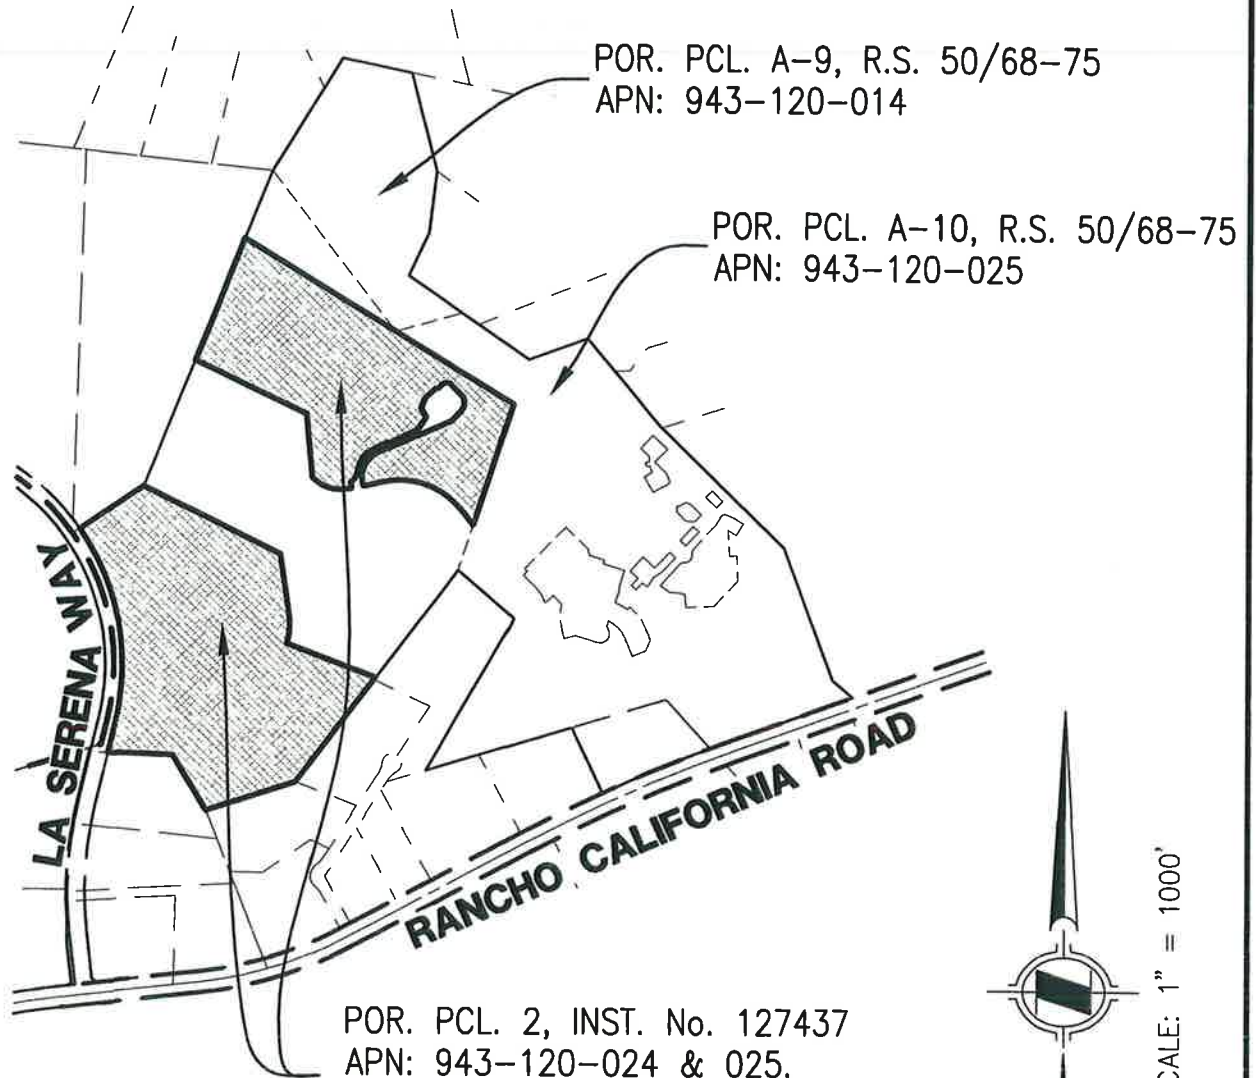 POR. PCL. A-9, R.S. 50/68-75
APN: 943-120-014
POR. PCL. A-10, R.S. 50/68-75
APN: 943-120-025
LA SERENA WAY
RANCHO CALIFORNIA ROAD
POR. PCL. 2, INST. No. 127437
APN: 943-120-024 & 025.
CALE: 1" = 1000'